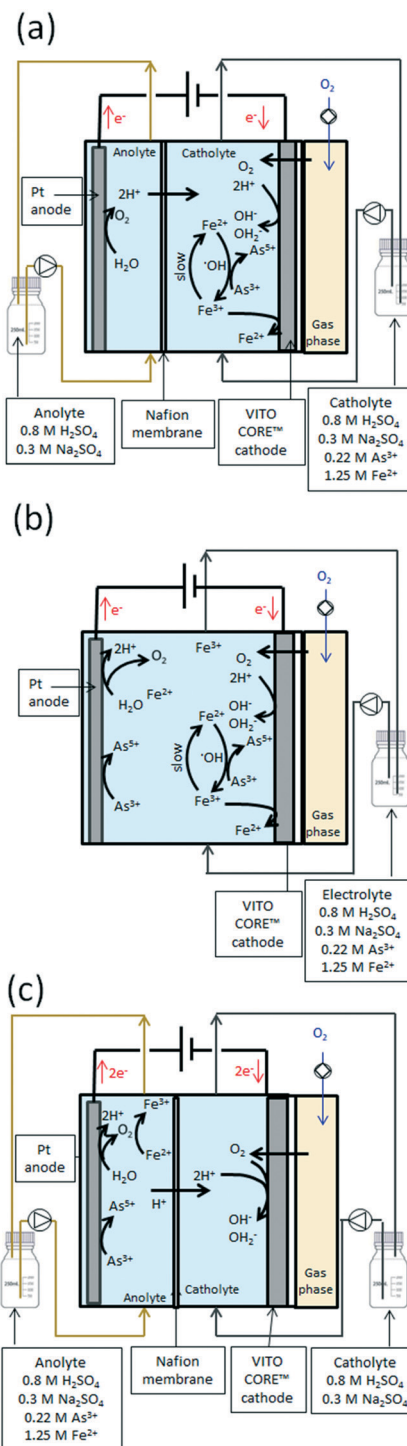 (a)
O₂
e⁻
e⁻
Anolyte
Catholyte
O₂
Pt
anode
2H⁺
2H⁺
O₂
OH⁻
OH₂⁻
Fe²⁺
As⁵⁺
slow
·OH
H₂O
As³⁺
Fe³⁺
Fe²⁺
Gas
phase
250mL
250mL
Anolyte
0.8 M H₂SO₄
0.3 M Na₂SO₄
Nafion
membrane
VITO
CORE™
cathode
Catholyte
0.8 M H₂SO₄
0.3 M Na₂SO₄
0.22 M As³⁺
1.25 M Fe²⁺
(b)
O₂
e⁻
e⁻
2H⁺
O₂
Fe³⁺
O₂
2H⁺
Pt
anode
H₂O
Fe²⁺
OH⁻
OH₂⁻
Fe²⁺
As⁵⁺
As⁵⁺
slow
·OH
As³⁺
As³⁺
Fe³⁺
Fe²⁺
Gas
phase
250mL
VITO
CORE™
cathode
Electrolyte
0.8 M H₂SO₄
0.3 M Na₂SO₄
0.22 M As³⁺
1.25 M Fe²⁺
(c)
O₂
2e⁻
2e⁻
Fe³⁺
2H⁺
O₂
O₂
Pt
anode
H₂O
Fe²⁺
2H⁺
H⁺
As⁵⁺
OH⁻
OH₂⁻
As³⁺
Anolyte
Catholyte
Gas
phase
250mL
250mL
Anolyte
0.8 M H₂SO₄
0.3 M Na₂SO₄
0.22 M As³⁺
1.25 M Fe²⁺
Nafion
membrane
VITO
CORE™
cathode
Catholyte
0.8 M H₂SO₄
0.3 M Na₂SO₄